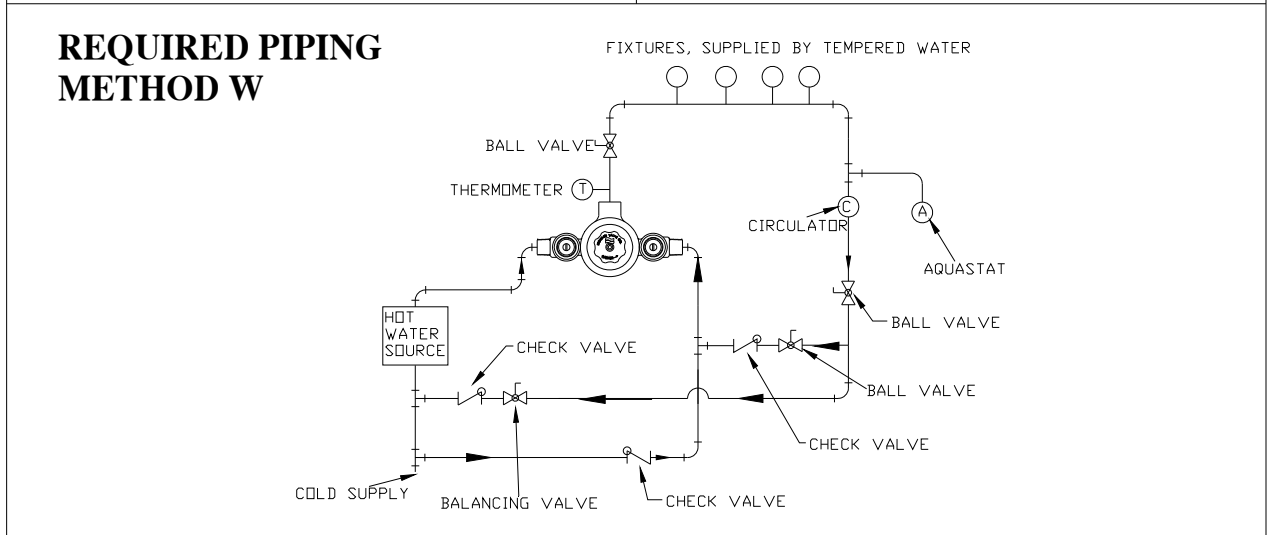 REQUIRED PIPING
METHOD W
FIXTURES, SUPPLIED BY TEMPERED WATER
BALL VALVE
THERMOMETER
T
C
CIRCULATOR
A
AQUASTAT
HOT
WATER
SOURCE
BALL VALVE
CHECK VALVE
BALL VALVE
CHECK VALVE
COLD SUPPLY
BALANCING VALVE
CHECK VALVE